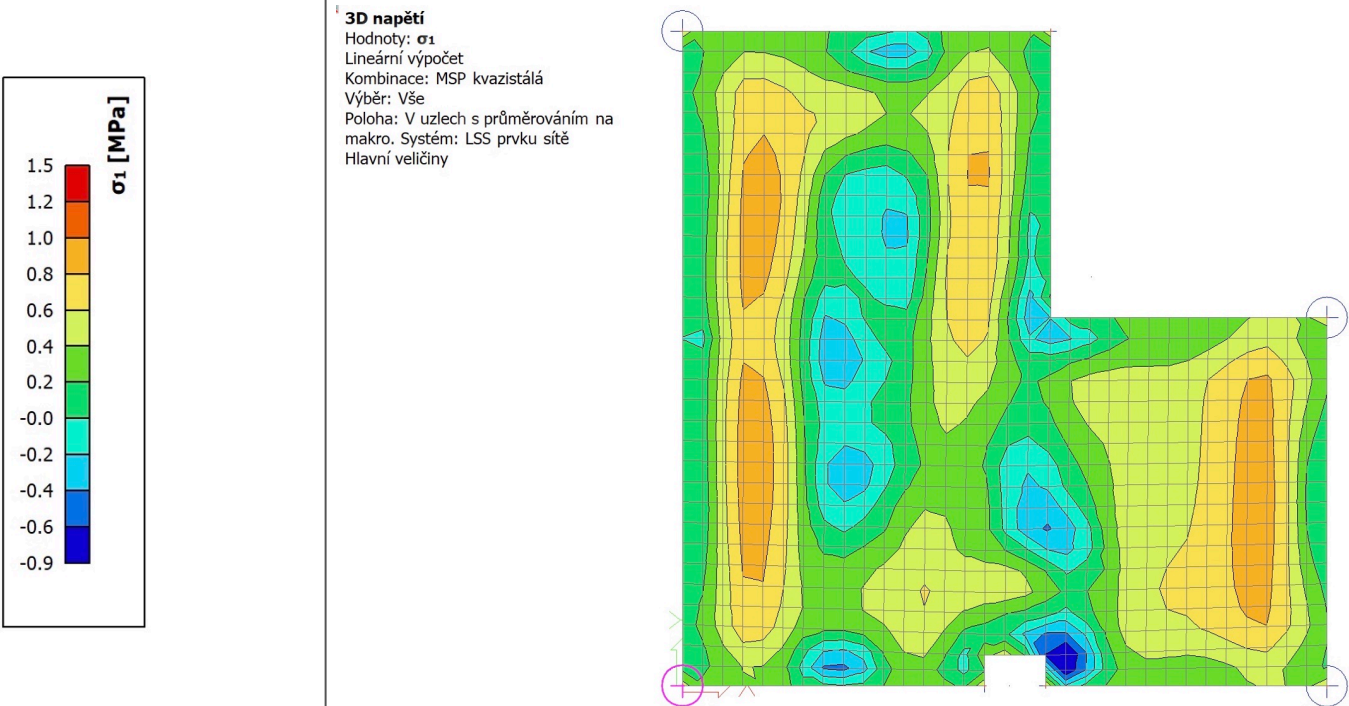 σ₁ [MPa]
1.5
1.2
1.0
0.8
0.6
0.4
0.2
-0.0
-0.2
-0.4
-0.6
-0.9
3D napětí
Hodnoty: σ₁
Lineární výpočet
Kombinace: MSP kvazistálá
Výběr: Vše
Poloha: V uzlech s průměrováním na
makro. Systém: LSS prvku sítě
Hlavní veličiny